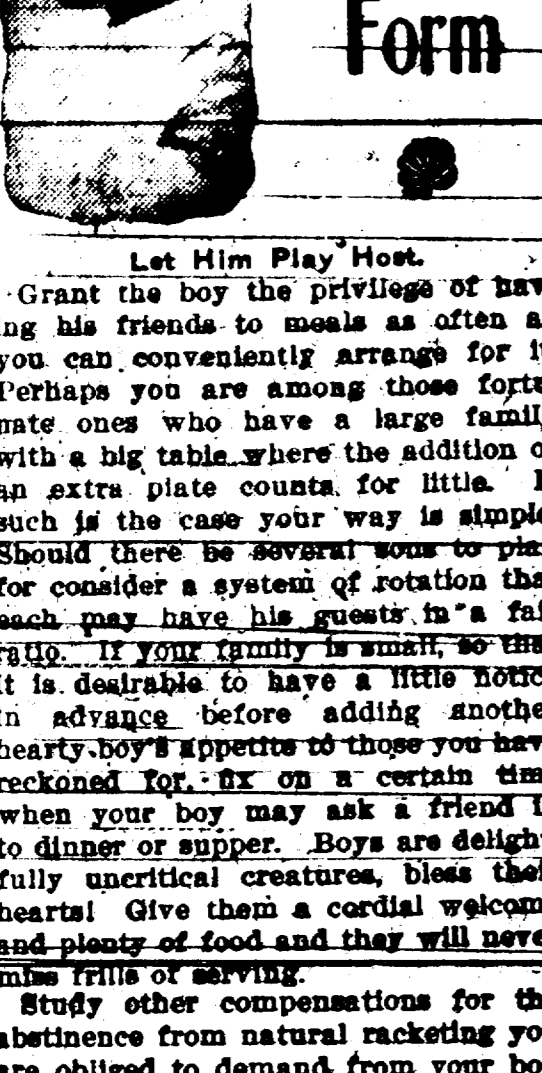 Form
Let Him Play Host.
Grant the boy the privilege of hav
ing his friends to meals as often a
you can conveniently arrange for i
Perhaps you are among those fortu
nate ones who have a large famil
with a big table where the addition o
an extra plate counts for little. I
such is the case your way is simple
Should there be several sons to pla
for consider a system of rotation tha
each may have his guests in a fai
ratio. If your family is small, so tha
it is desirable to have a little notic
in advance before adding anothe
hearty boy's appetite to those you hav
reckoned for, fix on a certain tim
when your boy may ask a friend i
to dinner or supper. Boys are deligh
fully uncritical creatures, bless thei
hearts! Give them a cordial welcom
and plenty of food and they will neve
miss frills of serving.
Study other compensations for th
abstinence from natural racketing yo
are obliged to demand from your bo